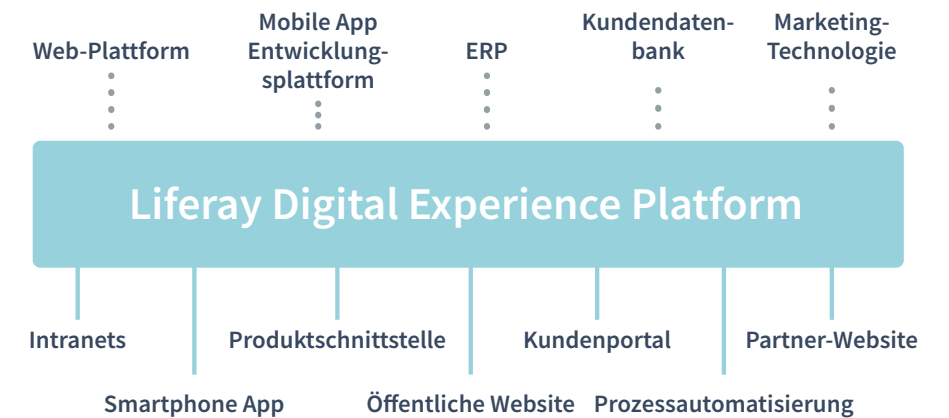 Web-Plattform
Mobile App
Entwicklung-
splattform
ERP
Kundendaten-
bank
Marketing-
Technologie
Liferay Digital Experience Platform
Intranets
Produktschnittstelle
Kundenportal
Partner-Website
Smartphone App
Öffentliche Website
Prozessautomatisierung